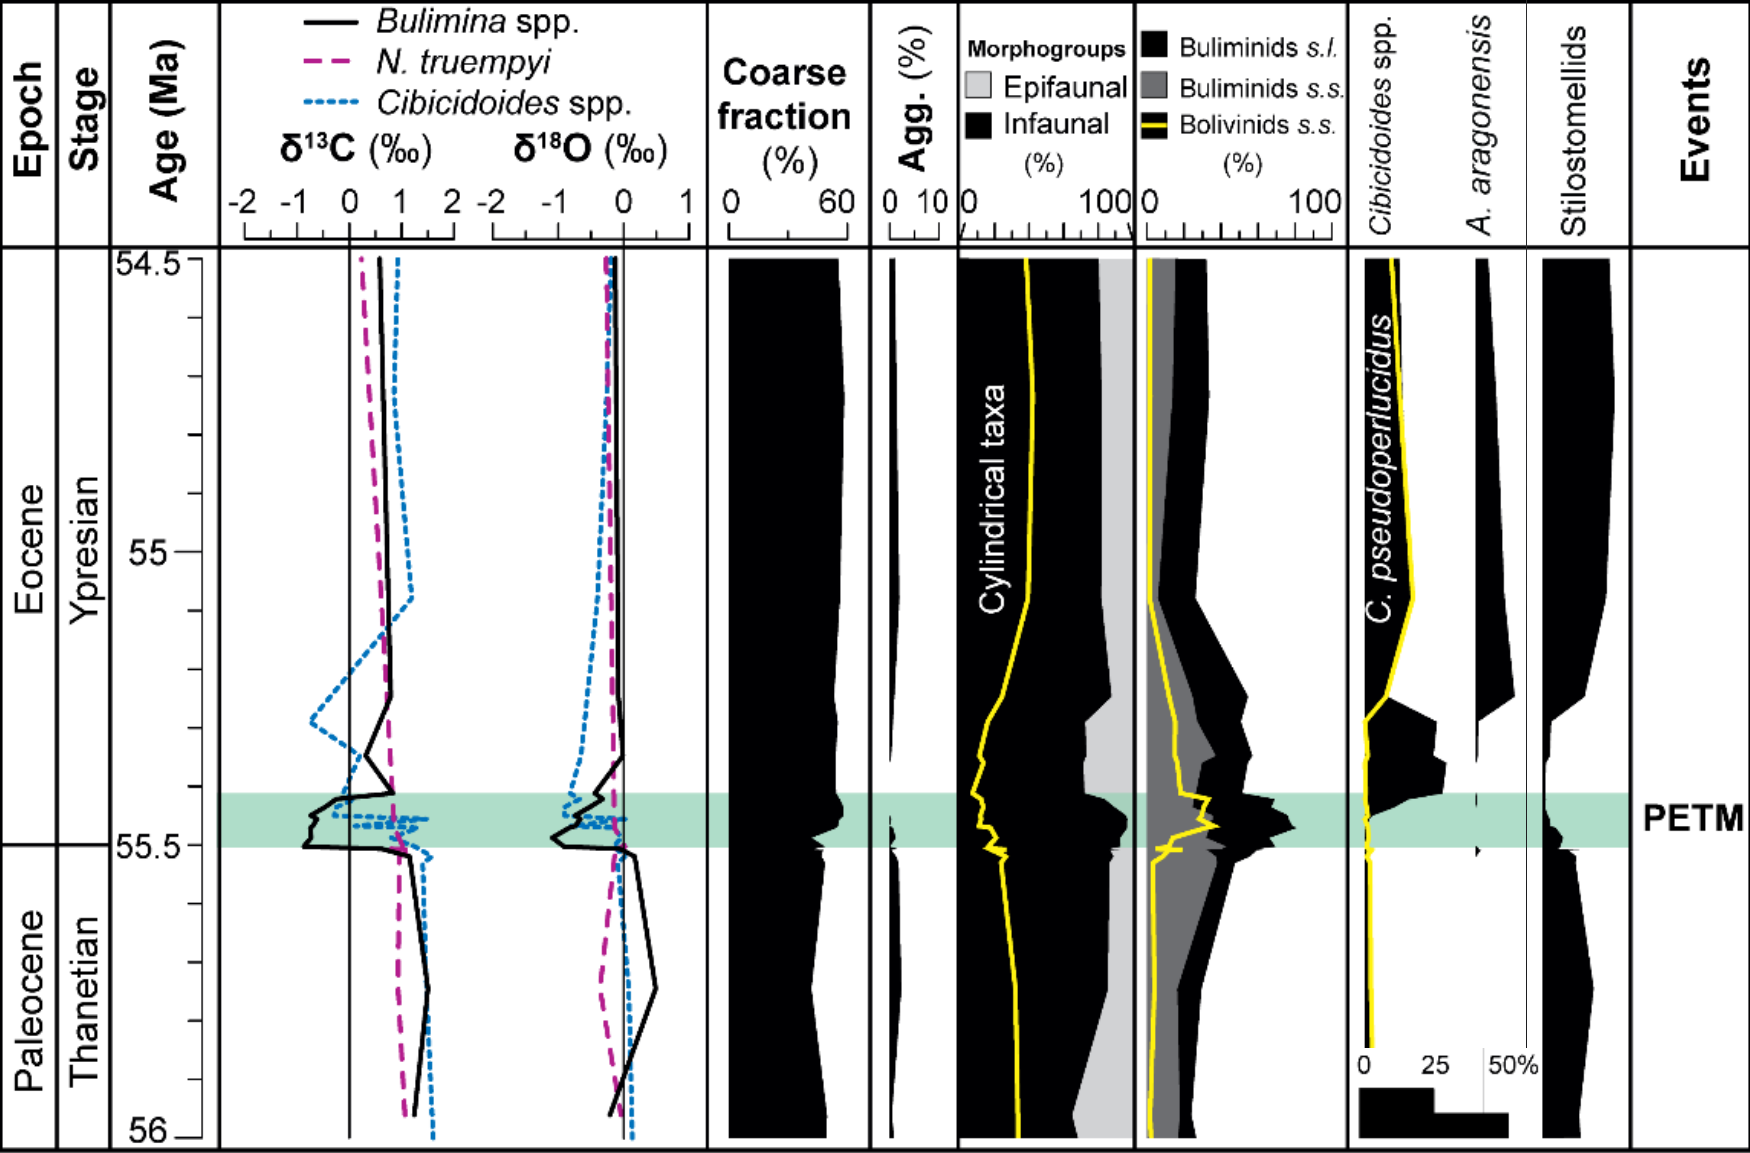 Epoch
Stage
Age (Ma)
Bulimina spp.
N. truempyi
Cibicidoides spp.
δ¹³C (‰)
δ¹⁸O (‰)
-2 -1 0 1 2
-2 -1 0 1
Coarse
fraction
(%)
0 60
Agg. (%)
0 10
Morphogroups
Epifaunal
Infaunal
(%)
0 100
Buliminids s.l.
Buliminids s.s.
Bolivinids s.s.
(%)
0 100
Cibicidoides spp.
A. aragonensis
Stilostomellids
Events
54.5
55
55.5
56
Eocene
Paleocene
Ypresian
Thanetian
Cylindrical taxa
C. pseudoperlucidus
PETM
0 25 50%